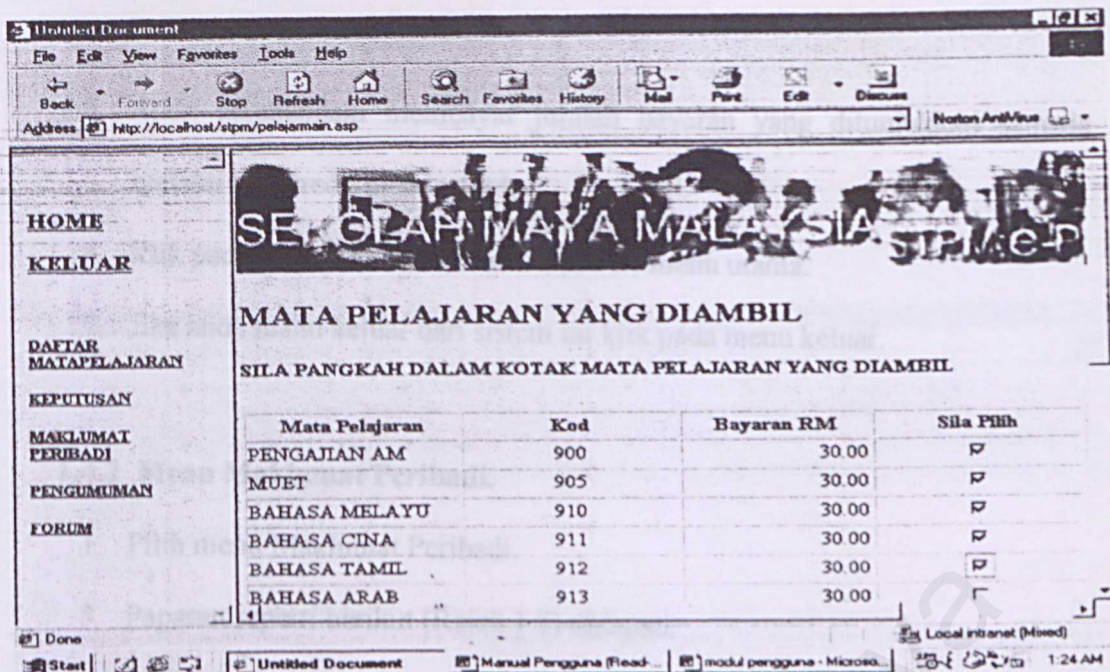 Untitled Document
File Edit View Favorites Tools Help
Back Forward Stop Refresh Home Search Favorites History Mail Print Edit Discuss
Address http://localhost/stpm/pelajarmain.asp Norton AntiVirus
HOME
KELUAR
DAFTAR
MATAPELAJARAN
KEPUTUSAN
MAKLUMAT
PERIBADI
PENGUMUMAN
FORUM
SEKOLAH MAYA MALAYSIA
MATA PELAJARAN YANG DIAMBIL
SILA PANGKAH DALAM KOTAK MATA PELAJARAN YANG DIAMBIL
Mata Pelajaran Kod Bayaran RM Sila Pilih
PENGAJIAN AM 900 30.00
MUET 905 30.00
BAHASA MELAYU 910 30.00
BAHASA CINA 911 30.00
BAHASA TAMIL 912 30.00
BAHASA ARAB 913 30.00
Done Local intranet (Mixed)
Start Untitled Document Manual Pengguna (Read-... modul pengguna - Microso... 1:24 AM